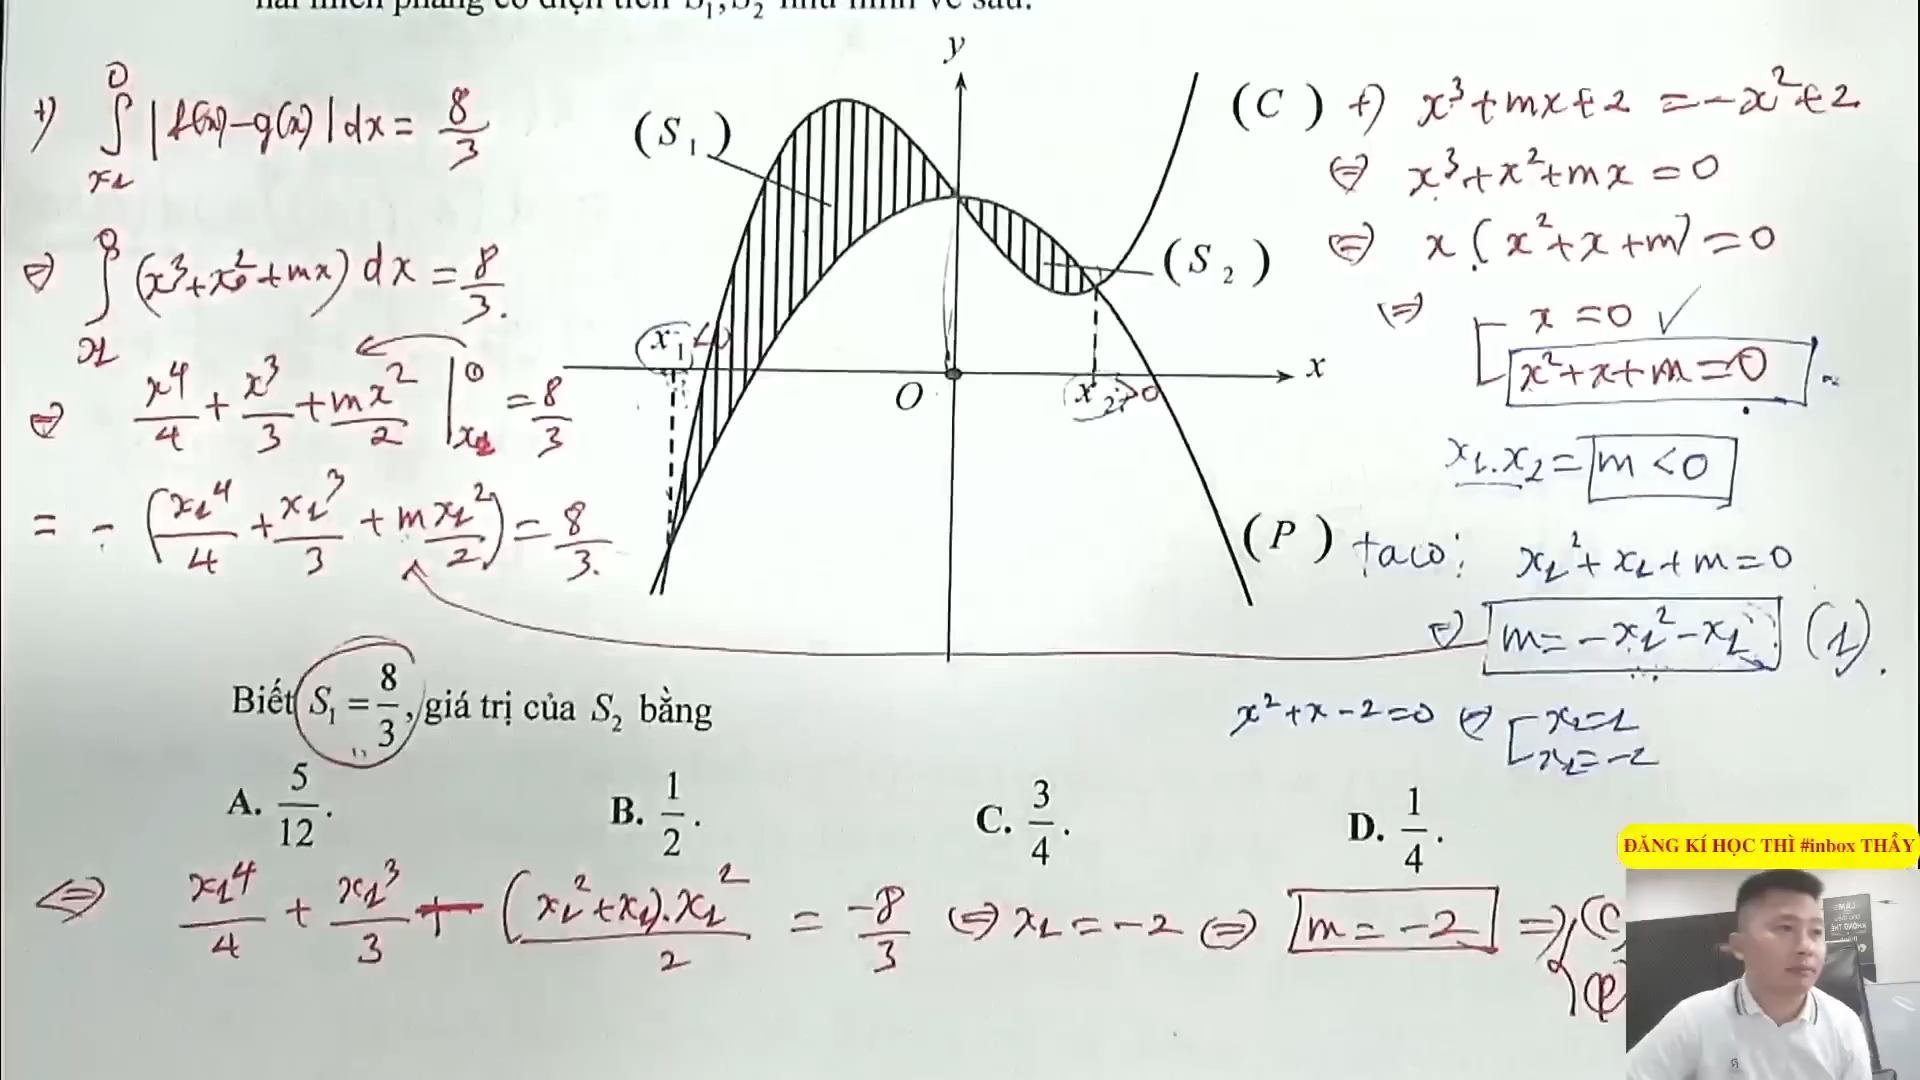 hai miền phẳng có diện tích S₁, S₂ như hình vẽ sau:
+) ∫_{x₁}^{0} |f(x) - g(x)| dx = 8/3
⇔ ∫_{x₁}^{0} (x³ + x² + mx) dx = 8/3.
⇔ x⁴/4 + x³/3 + mx²/2 |_{x₁}^{0} = 8/3
= - (x₁⁴/4 + x₁³/3 + mx₁²/2) = 8/3.
y
(S₁)
(C)
(S₂)
x₁ <0
O
x₂ >0
x
(P)
+) x³ + mx + 2 = -x² + 2
⇔ x³ + x² + mx = 0
⇔ x (x² + x + m) = 0
⇔ [ x = 0 ✓
x² + x + m = 0
x₁.x₂ = m < 0
ta có: x₁² + x₁ + m = 0
⇔ m = -x₁² - x₁ (1).
x² + x - 2 = 0 ⇔ [ x₂ = 1
x₁ = -2
Biết S₁ = 8/3, giá trị của S₂ bằng
A. 5/12.
B. 1/2.
C. 3/4.
D. 1/4.
⇔ x₁⁴/4 + x₁³/3 - (x₁² + x₁).x₁²/2 = -8/3 ⇔ x₁ = -2 ⇔ m = -2 ⇒ (C
(P
ĐĂNG KÍ HỌC THÌ #inbox THẦY